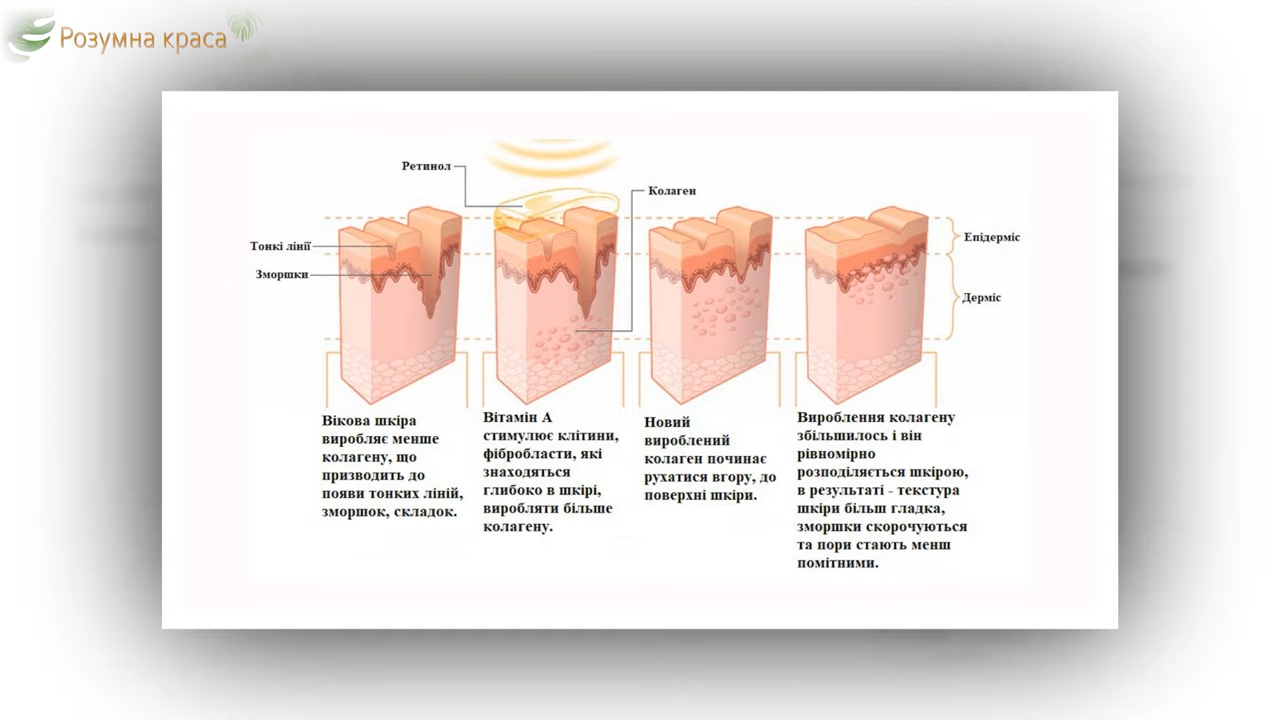 Розумна краса
Ретинол
Колаген
Тонкі лінії
Зморшки
Епідерміс
Дерміс
Вікова шкіра
виробляє менше
колагену, що
призводить до
появи тонких ліній,
зморшок, складок.
Вітамін А
стимулює клітини,
фібробласти, які
знаходяться
глибоко в шкірі,
виробляти більше
колагену.
Новий
вироблений
колаген починає
рухатися вгору, до
поверхні шкіри.
Вироблення колагену
збільшилось і він
рівномірно
розподіляється шкірою,
в результаті - текстура
шкіри більш гладка,
зморшки скорочуються
та пори стають менш
помітними.